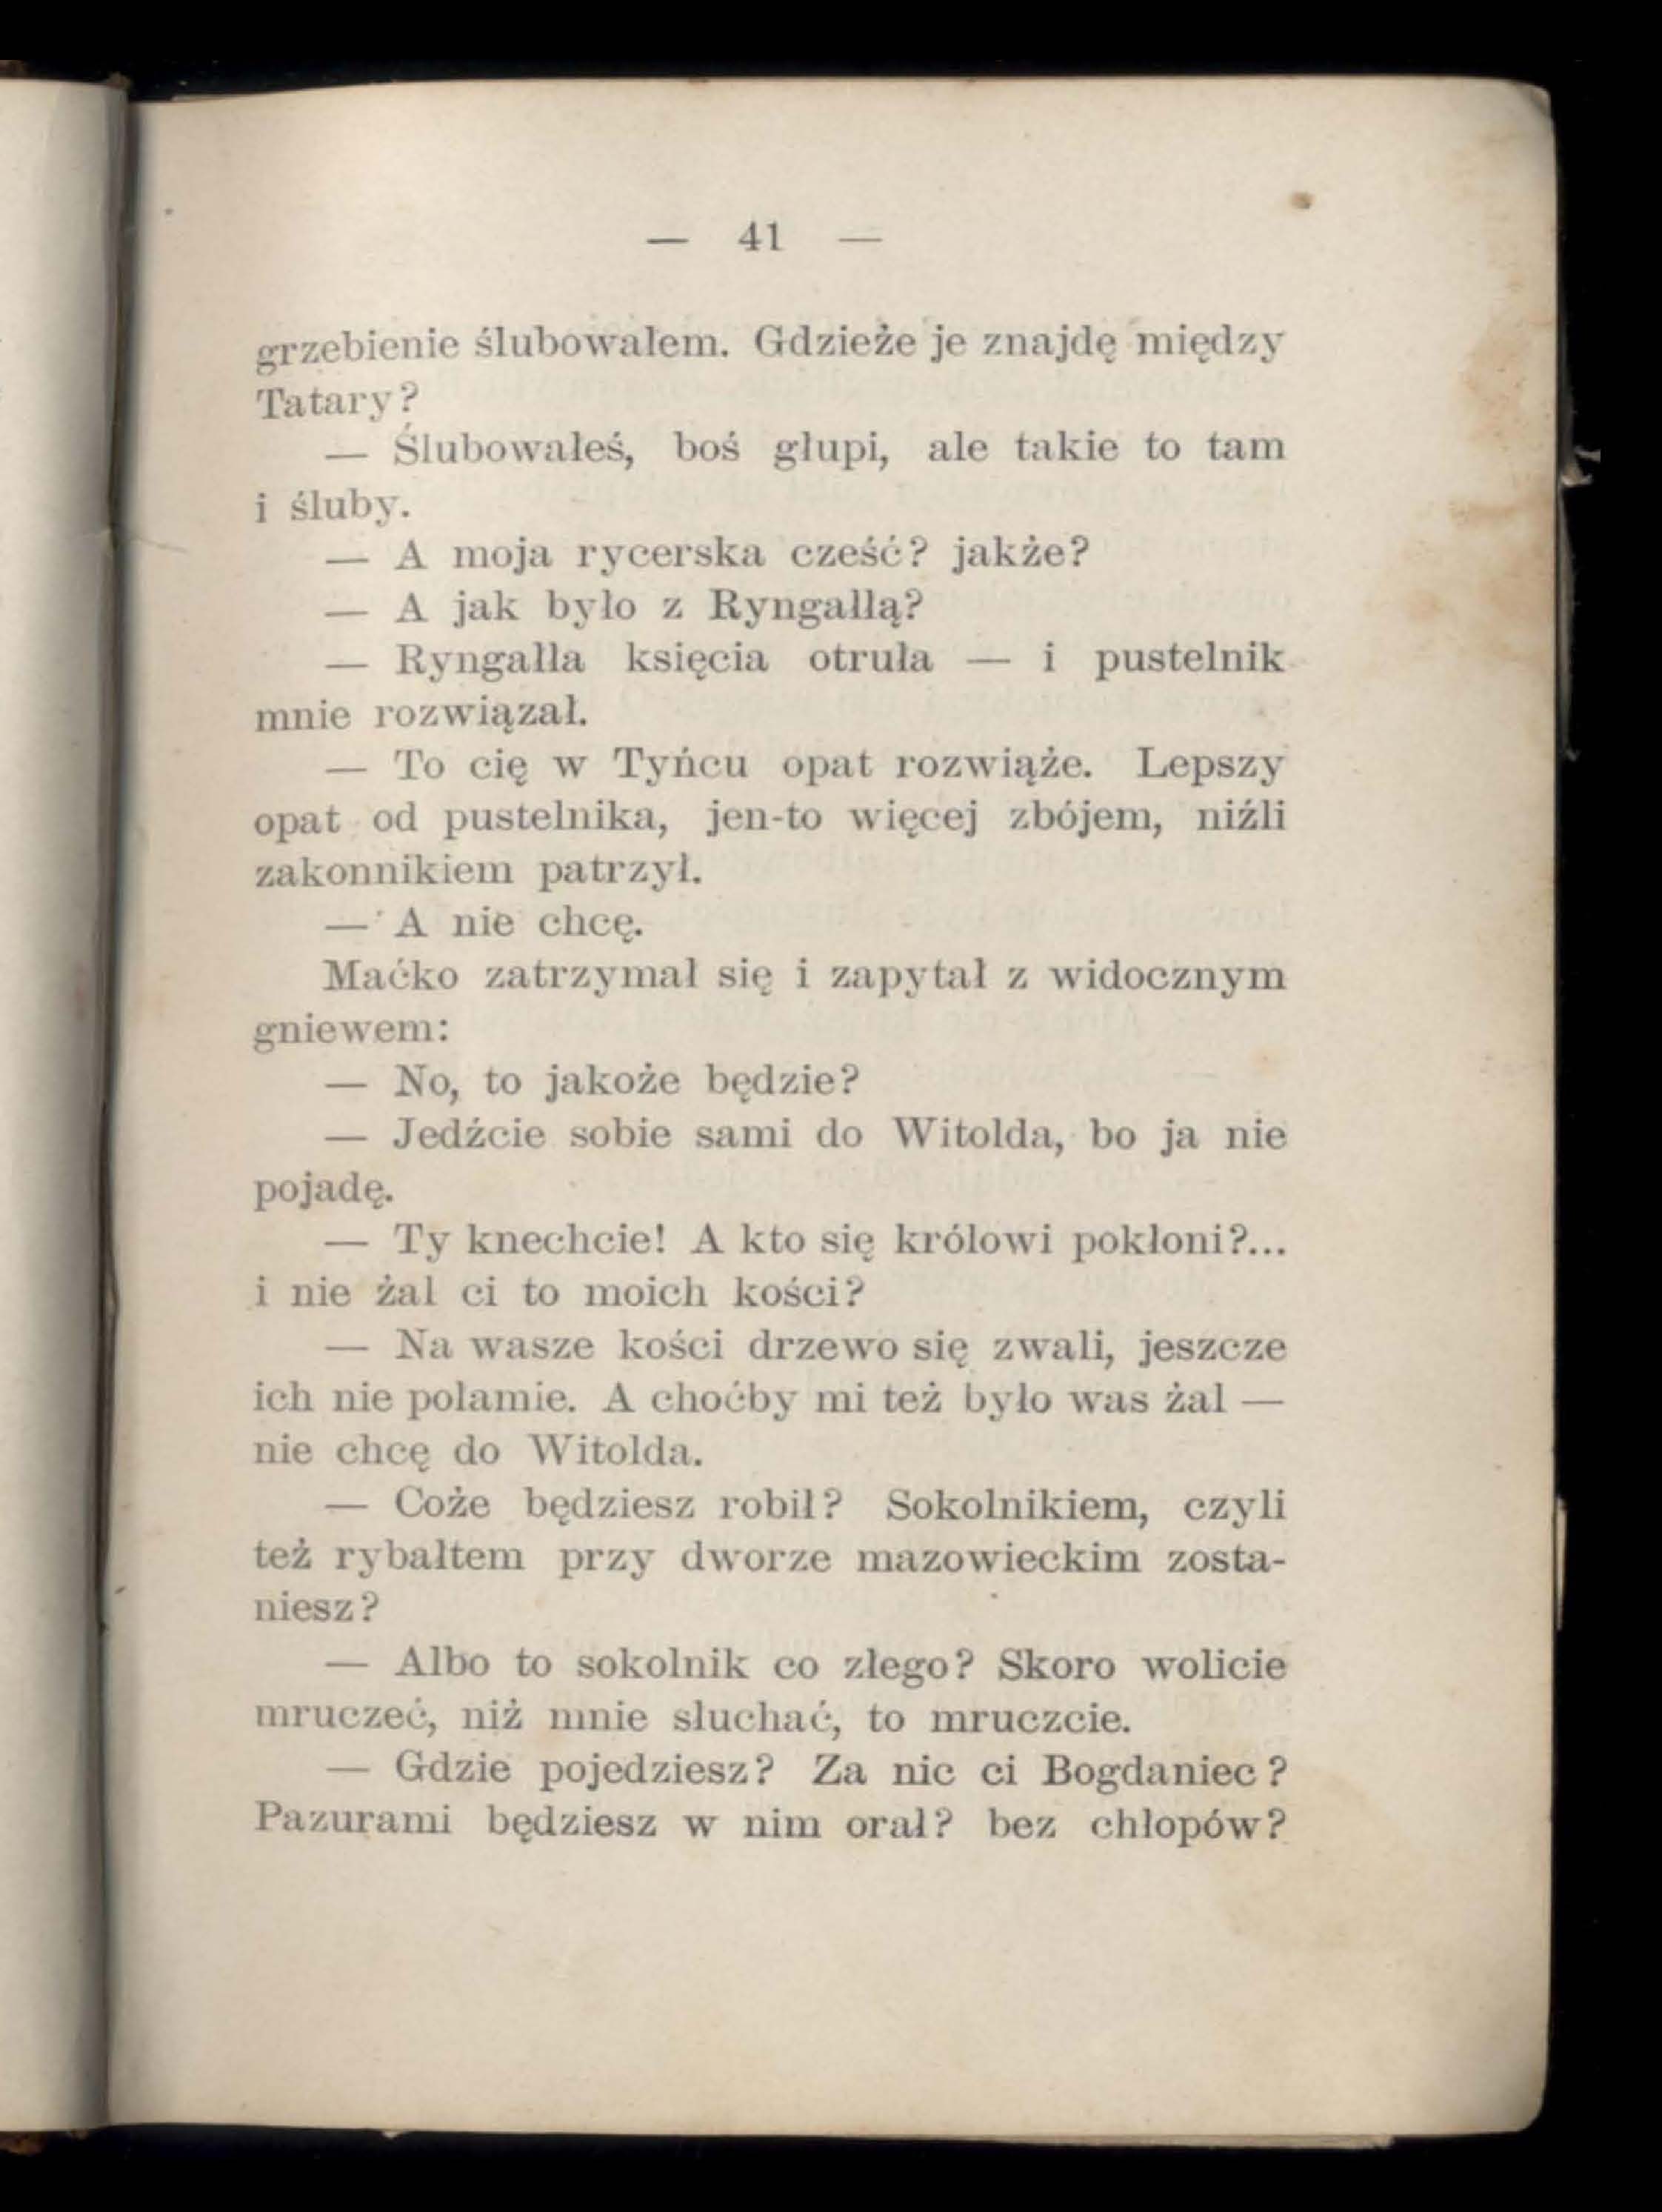 — 41 —
grzebienie ślubowałem. Gdzieże je znajdę między
Tatary?
— Ślubowałeś, boś głupi, ale takie to tam
i śluby.
— A moja rycerska cześć? jakże?
— A jak było z Ryngałłą?
— Ryngałła księcia otruła — i pustelnik
mnie rozwiązał.
— To cię w Tyńcu opat rozwiąże. Lepszy
opat od pustelnika, jen-to więcej zbójem, niźli
zakonnikiem patrzył.
— A nie chcę.
Maćko zatrzymał się i zapytał z widocznym
gniewem:
— No, to jakoże będzie?
— Jedźcie sobie sami do Witolda, bo ja nie
pojadę.
— Ty knechcie! A kto się królowi pokłoni?...
i nie żal ci to moich kości?
— Na wasze kości drzewo się zwali, jeszcze
ich nie połamie. A choćby mi też było was żal —
nie chcę do Witolda.
— Coże będziesz robił? Sokolnikiem, czyli
też rybałtem przy dworze mazowieckim zosta-
niesz?
— Albo to sokolnik co złego? Skoro wolicie
mruczeć, niż mnie słuchać, to mruczcie.
— Gdzie pojedziesz? Za nic ci Bogdaniec?
Pazurami będziesz w nim orał? bez chłopów?